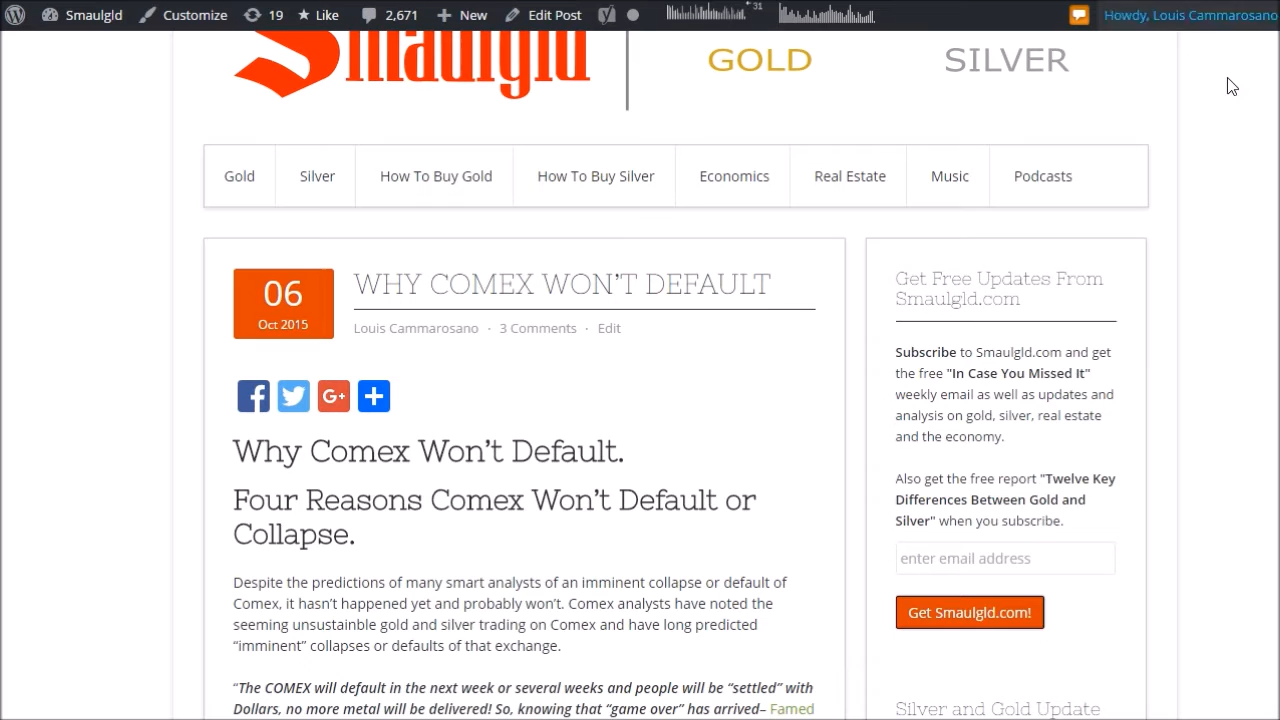 Smaulgld Customize 19 Like 2,671 New Edit Post 31 Howdy, Louis Cammarosano
Smaulgld GOLD SILVER
Gold Silver How To Buy Gold How To Buy Silver Economics Real Estate Music Podcasts
06
Oct 2015
WHY COMEX WON’T DEFAULT
Louis Cammarosano · 3 Comments · Edit
Why Comex Won’t Default.
Four Reasons Comex Won’t Default or
Collapse.
Despite the predictions of many smart analysts of an imminent collapse or default of
Comex, it hasn’t happened yet and probably won’t. Comex analysts have noted the
seeming unsustainble gold and silver trading on Comex and have long predicted
“imminent” collapses or defaults of that exchange.
“The COMEX will default in the next week or several weeks and people will be “settled” with
Dollars, no more metal will be delivered! So, knowing that “game over” has arrived– Famed
Get Free Updates From
Smaulgld.com
Subscribe to Smaulgld.com and get
the free "In Case You Missed It"
weekly email as well as updates and
analysis on gold, silver, real estate
and the economy.
Also get the free report "Twelve Key
Differences Between Gold and
Silver" when you subscribe.
enter email address
Get Smaulgld.com!
Silver and Gold Update